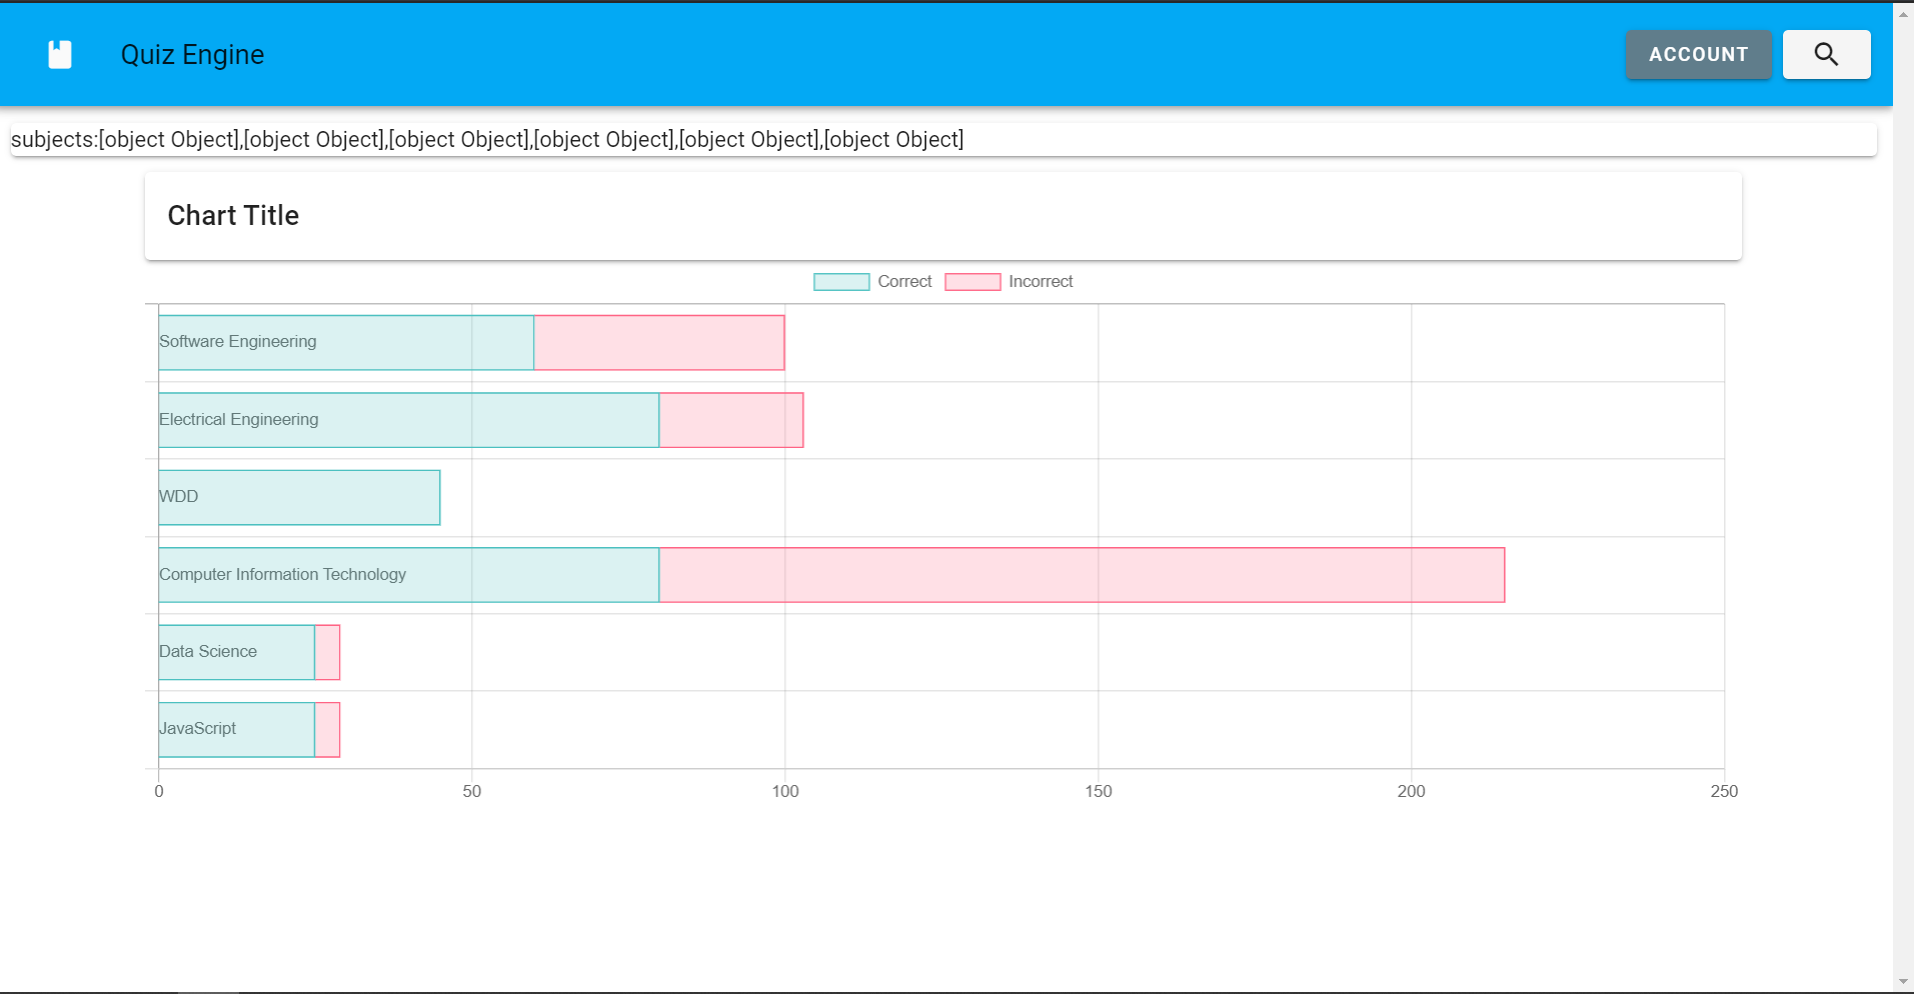 Quiz Engine
ACCOUNT
subjects:[object Object],[object Object],[object Object],[object Object],[object Object],[object Object]
Chart Title
Correct Incorrect
Software Engineering
Electrical Engineering
WDD
Computer Information Technology
Data Science
JavaScript
0 50 100 150 200 250